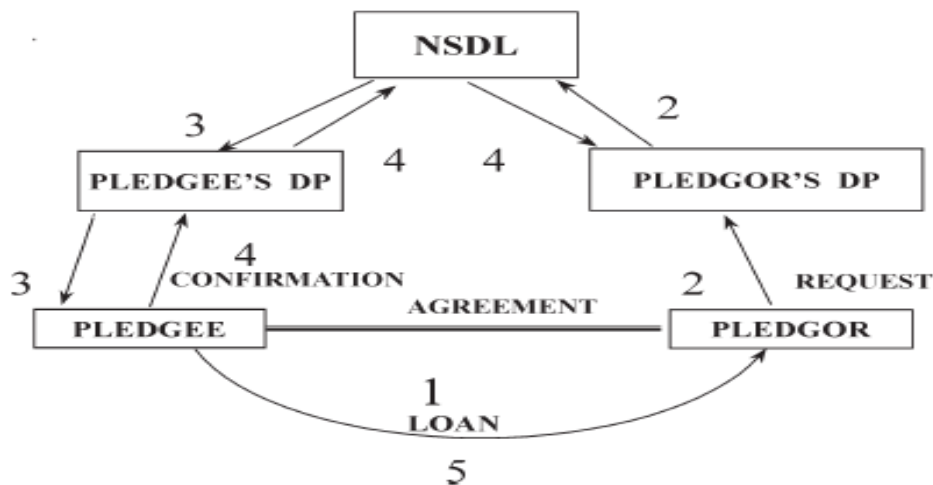 NSDL
3
2
4
4
PLEDGEE'S DP
PLEDGOR'S DP
3
4
CONFIRMATION
2
REQUEST
AGREEMENT
PLEDGEE
PLEDGOR
1
LOAN
5